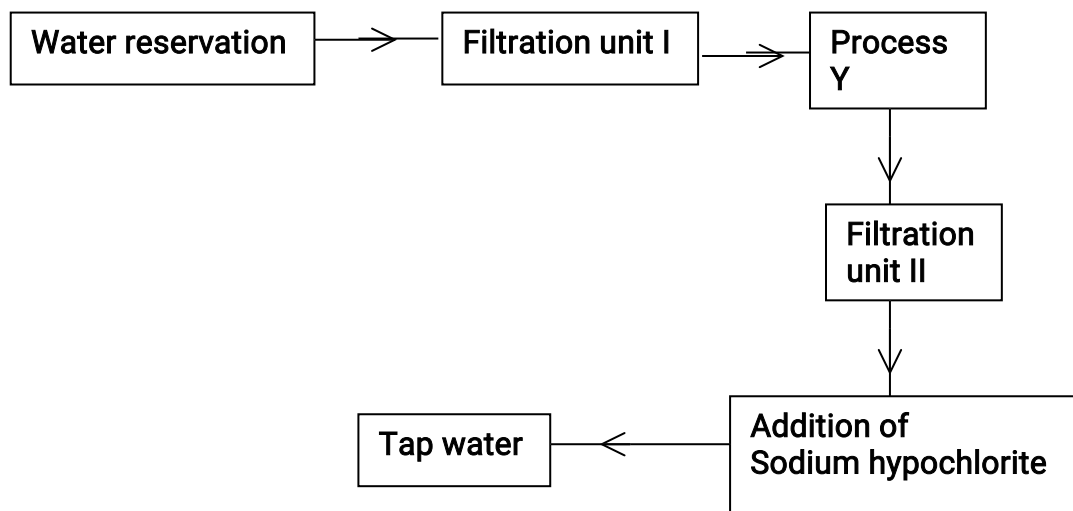 Water reservation
Filtration unit I
Process
Y
Filtration
unit II
Addition of
Sodium hypochlorite
Tap water